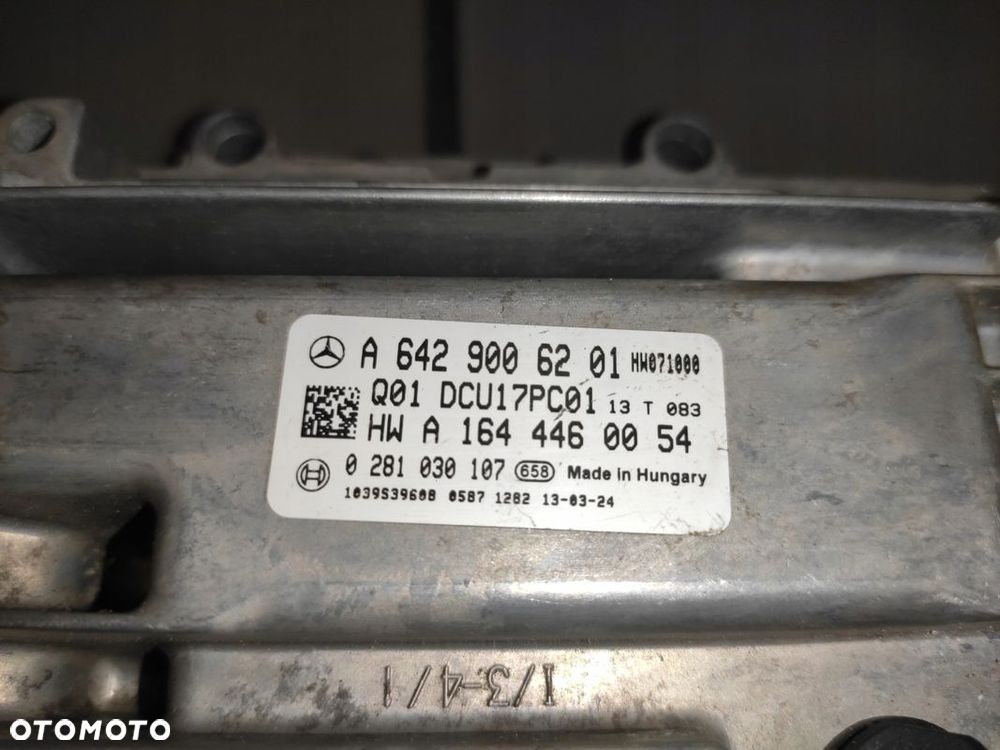 A 642 900 62 01 HW071000
Q01 DCU17PC01 13 T 083
HW A 164 446 00 54
0 281 030 107 658 Made in Hungary
1039S39608 0587 1282 13-03-24
I/3-4/1
OTOMOTO
OTOMOTO